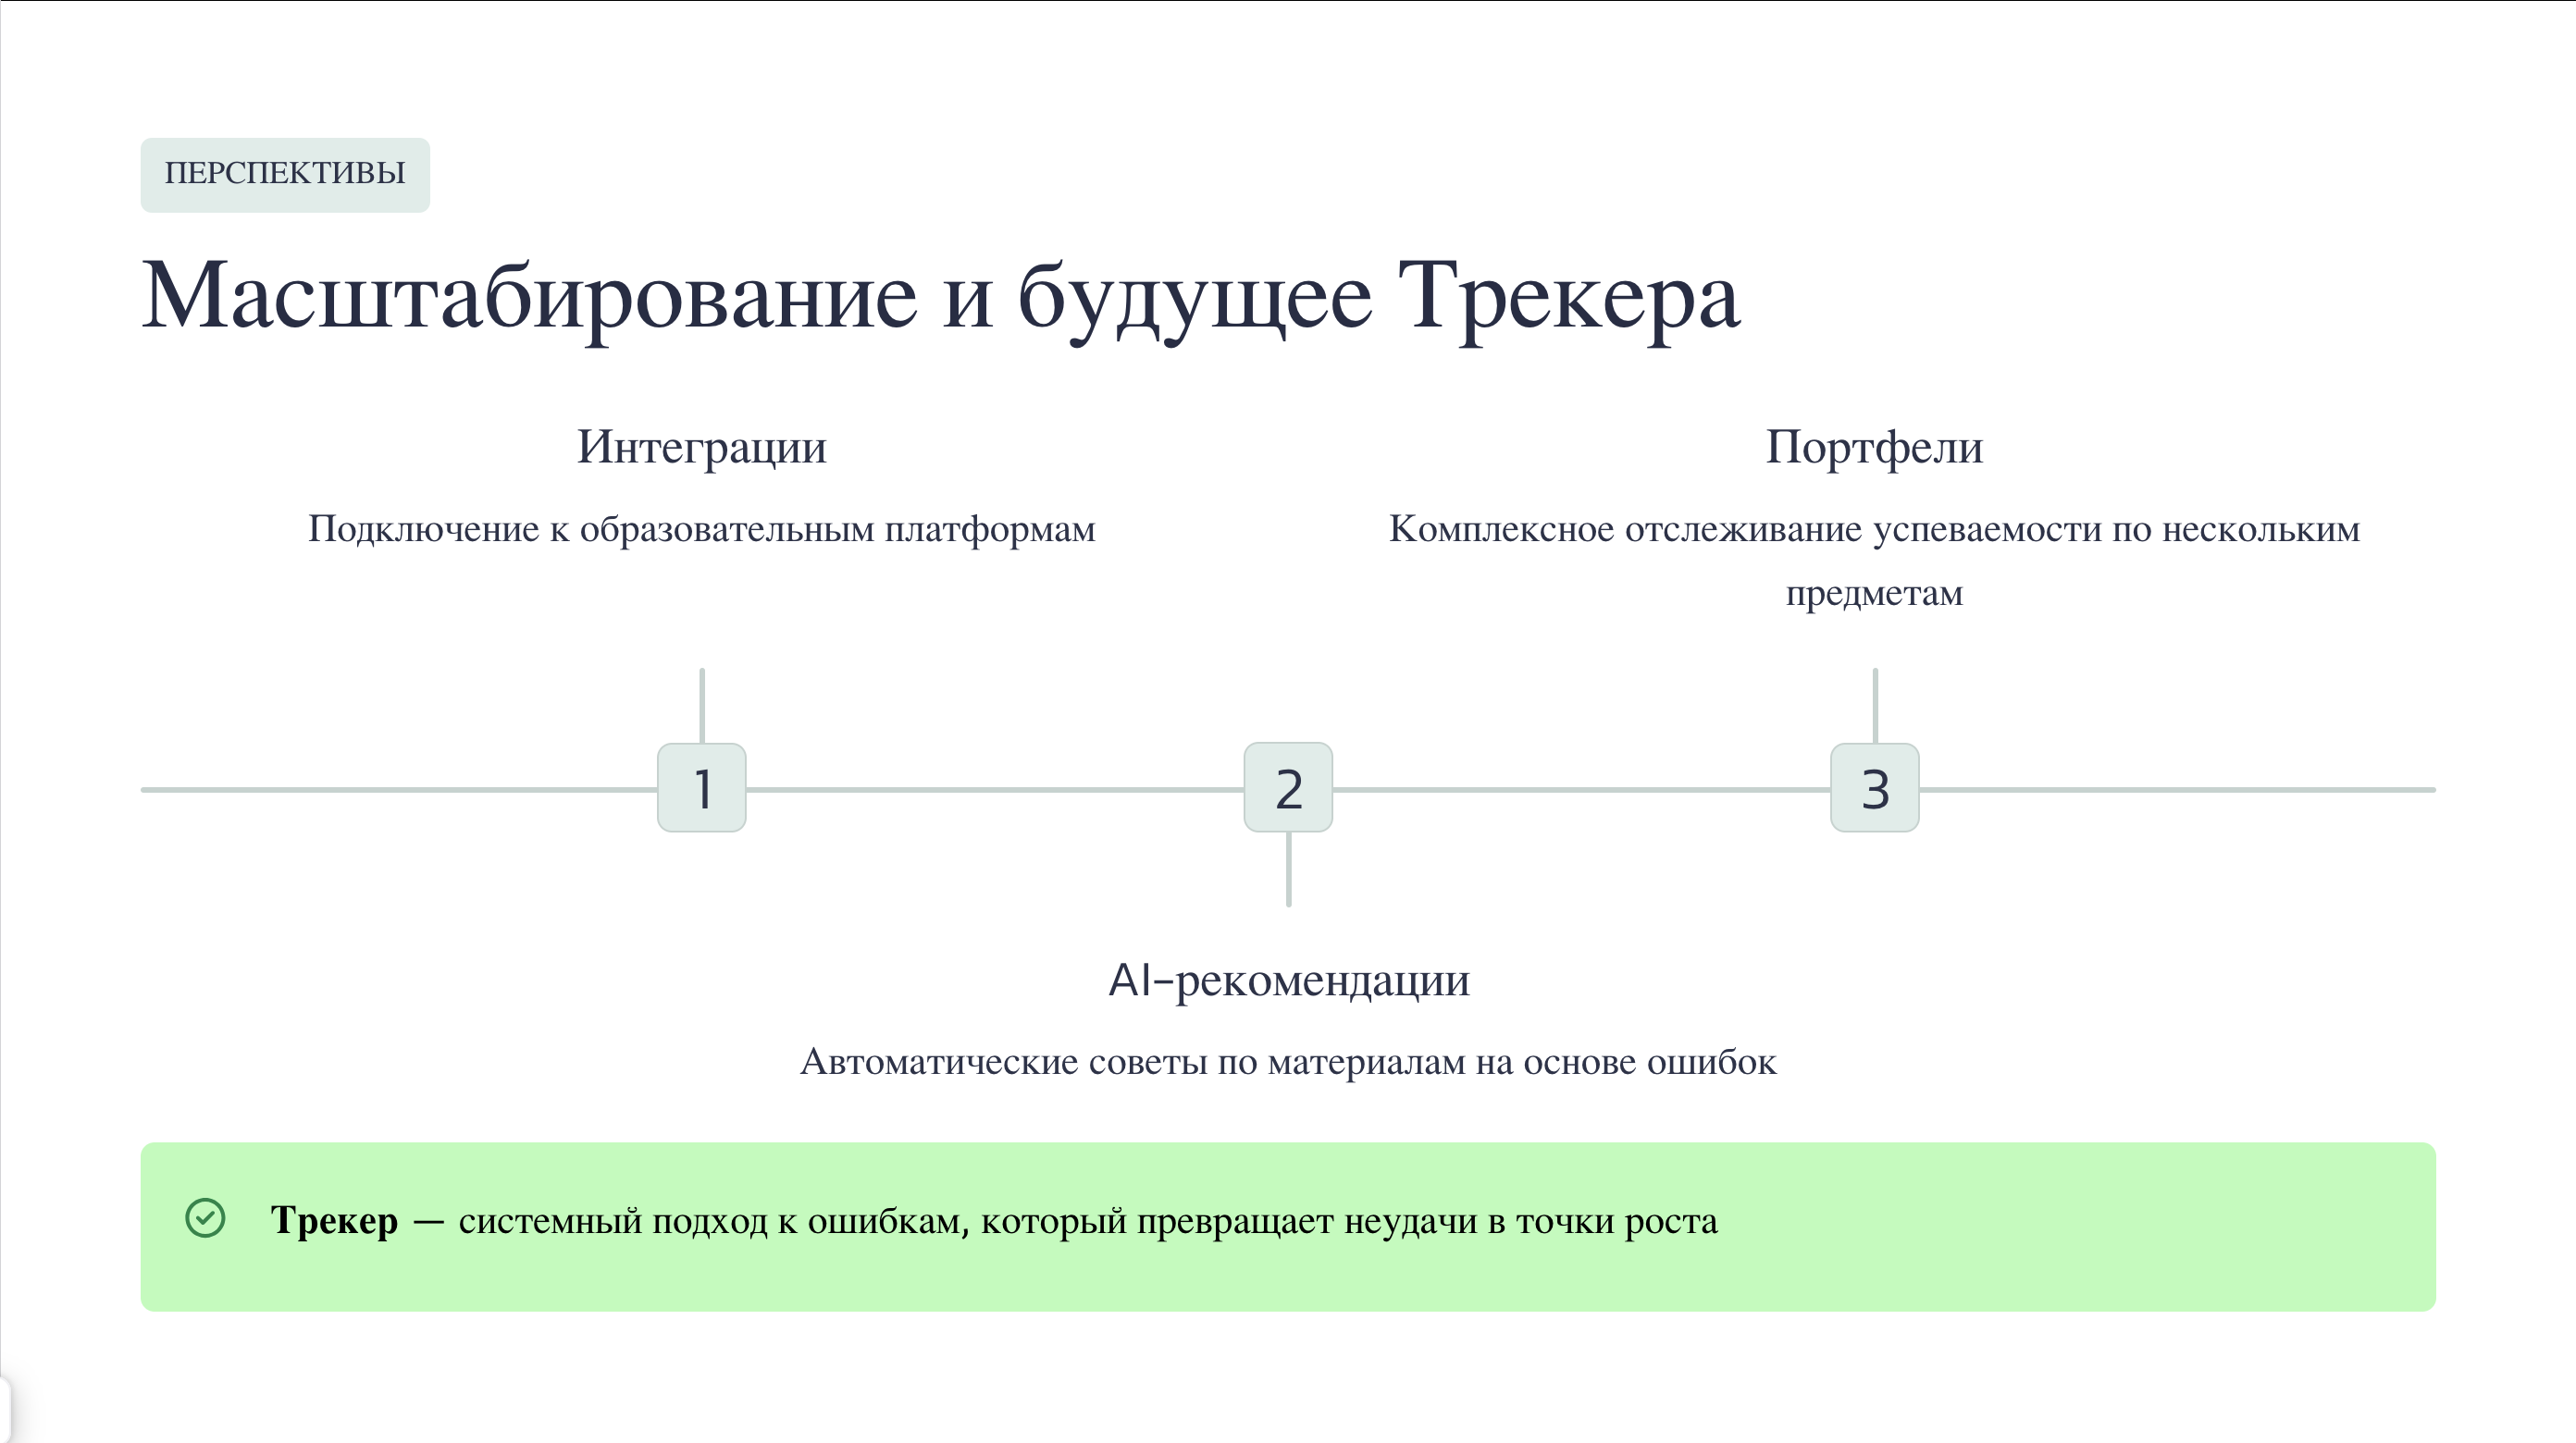 ПЕРСПЕКТИВЫ
Масштабирование и будущее Трекера
Интеграции
Подключение к образовательным платформам
Портфели
Комплексное отслеживание успеваемости по нескольким
предметам
1
2
3
AI-рекомендации
Автоматические советы по материалам на основе ошибок
Трекер — системный подход к ошибкам, который превращает неудачи в точки роста